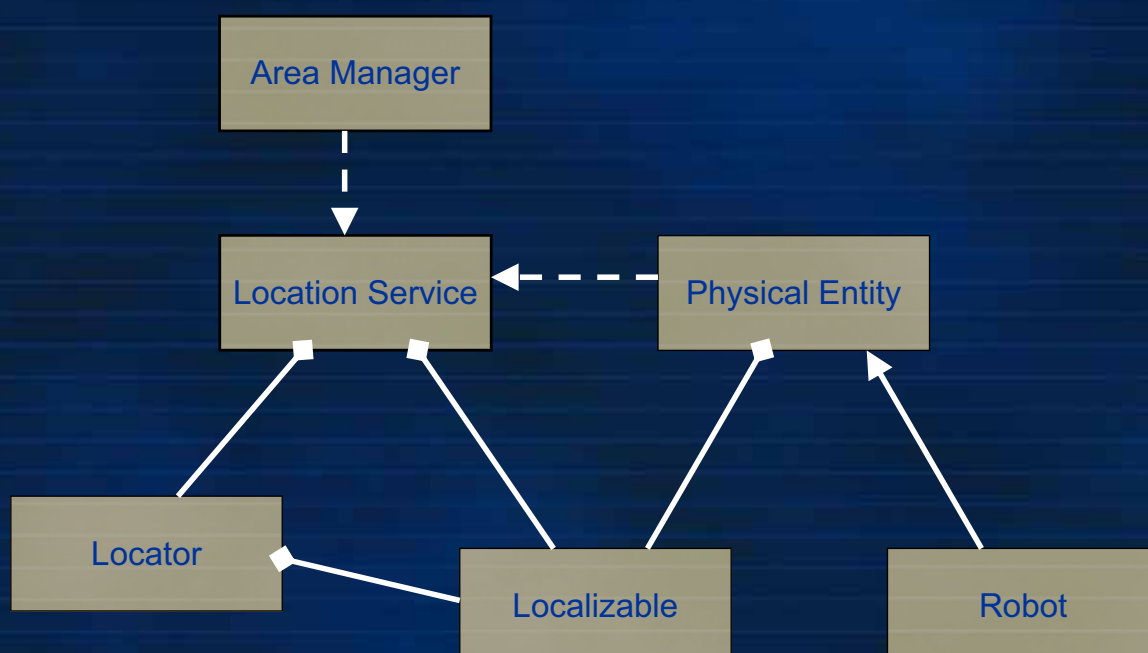 Area Manager
Location Service
Physical Entity
Locator
Localizable
Robot